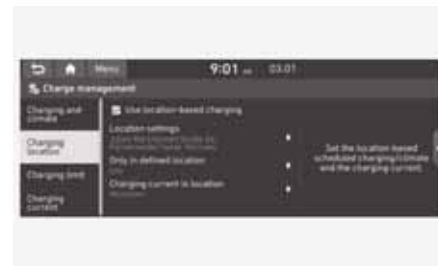 Menu
9:01
03.01
Charge management
Charging and
climate
Charging
location
Charging limit
Charging
current
Use location-based charging
Location settings
Only in defined location
Charging current in location
Set the location based
scheduled charging/climate
and the charging current.